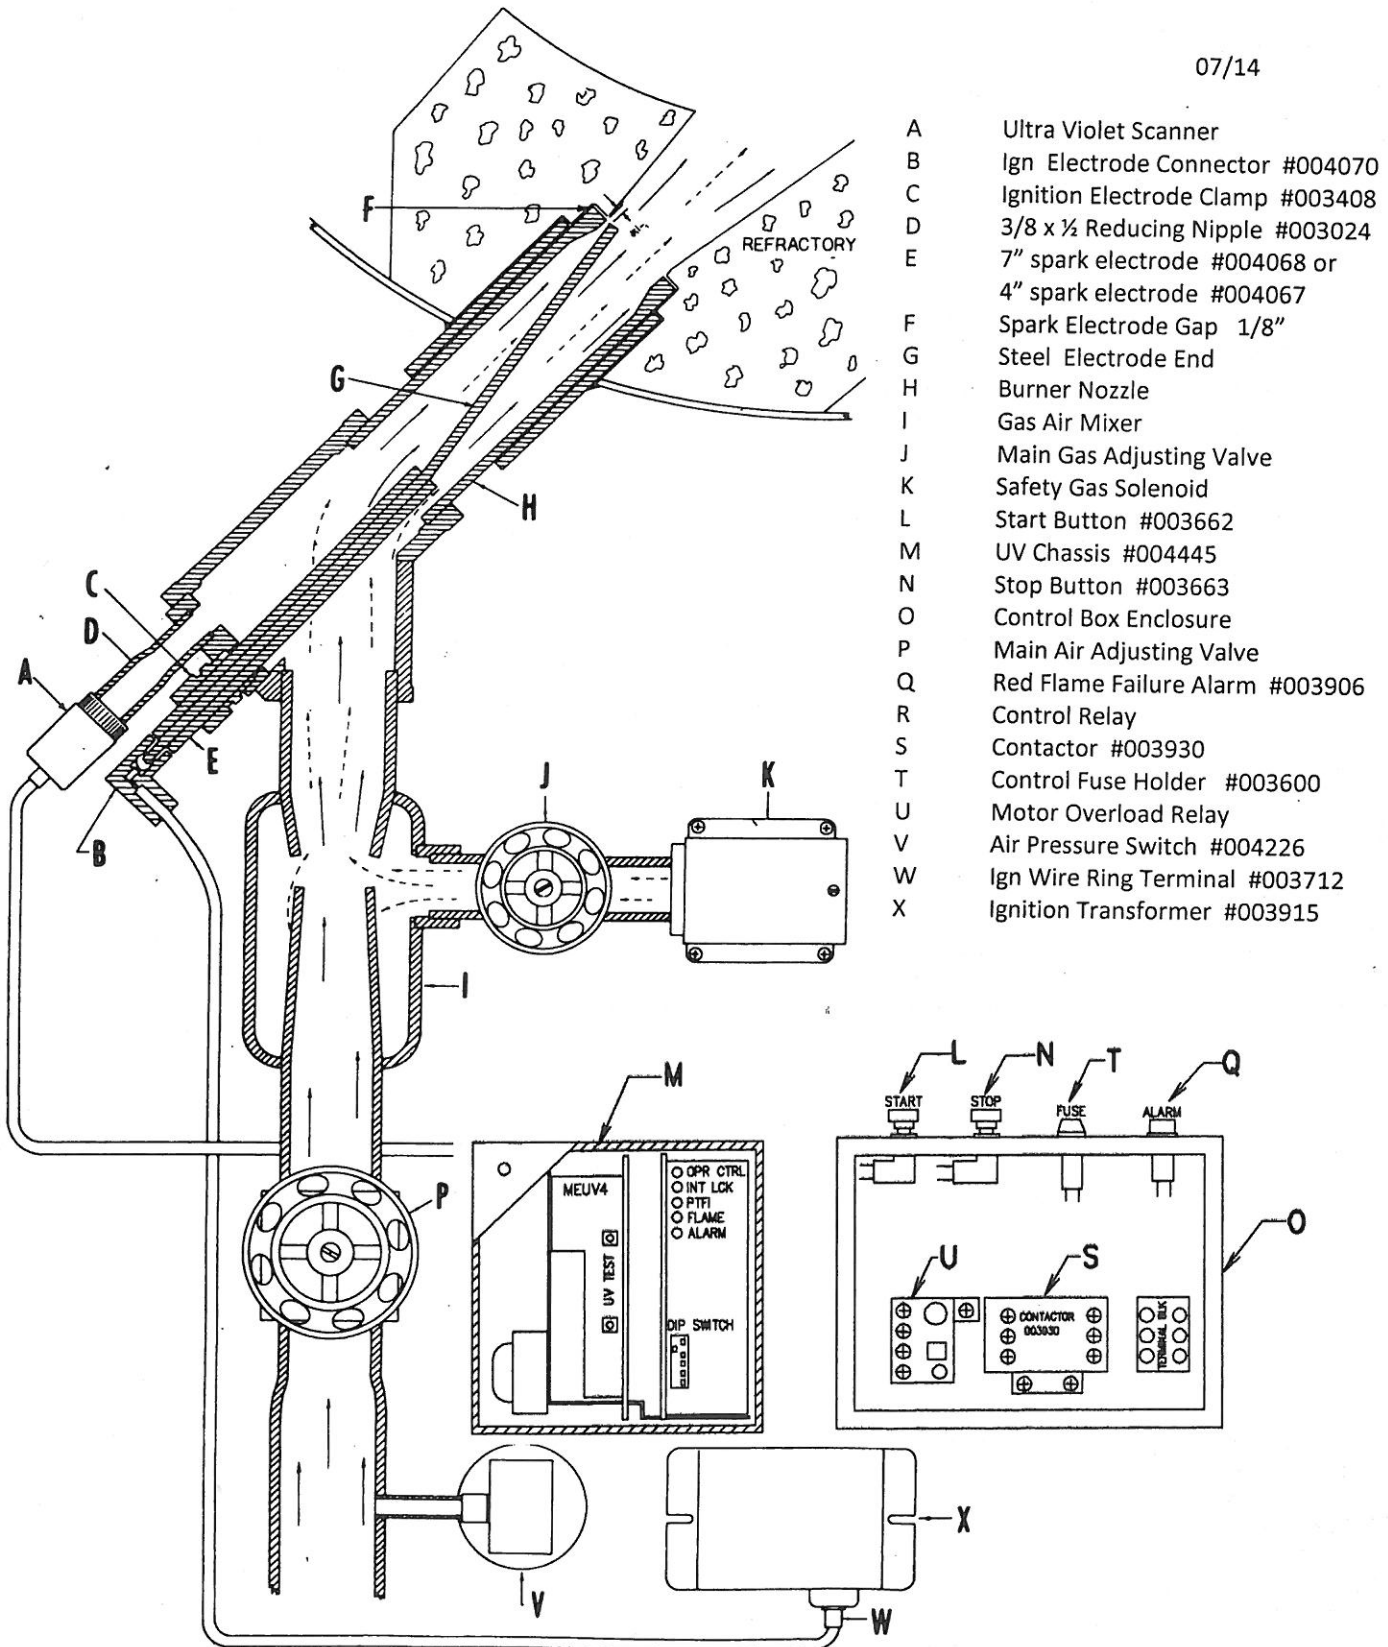 07/14
A Ultra Violet Scanner
B Ign Electrode Connector #004070
C Ignition Electrode Clamp #003408
D 3/8 x ½ Reducing Nipple #003024
E 7” spark electrode #004068 or
4” spark electrode #004067
F Spark Electrode Gap 1/8”
G Steel Electrode End
H Burner Nozzle
I Gas Air Mixer
J Main Gas Adjusting Valve
K Safety Gas Solenoid
L Start Button #003662
M UV Chassis #004445
N Stop Button #003663
O Control Box Enclosure
P Main Air Adjusting Valve
Q Red Flame Failure Alarm #003906
R Control Relay
S Contactor #003930
T Control Fuse Holder #003600
U Motor Overload Relay
V Air Pressure Switch #004226
W Ign Wire Ring Terminal #003712
X Ignition Transformer #003915
F
REFRACTORY
G
H
C
D
A
E
B
J
K
I
M
L
N
T
Q
START
STOP
FUSE
ALARM
MEUV4
OPR CTRL
INT LCK
PTFI
FLAME
ALARM
UV TEST
DIP SWITCH
P
O
U
S
CONTACTOR
003930
TERMINAL BLK
V
X
W